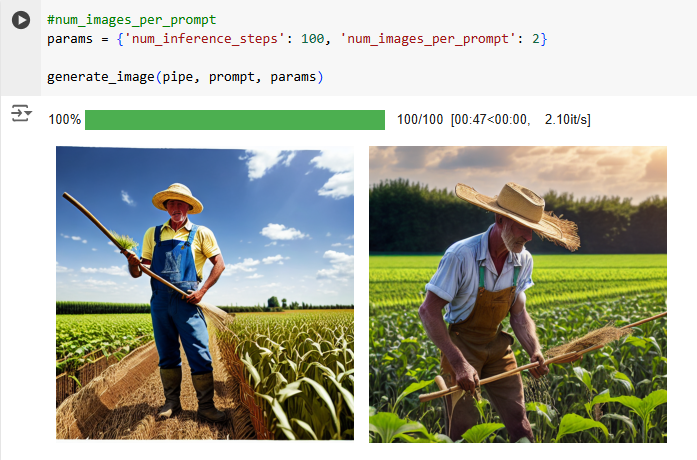 #num_images_per_prompt
params = {'num_inference_steps': 100, 'num_images_per_prompt': 2}
generate_image(pipe, prompt, params)
100% 100/100 [00:47<00:00, 2.10it/s]